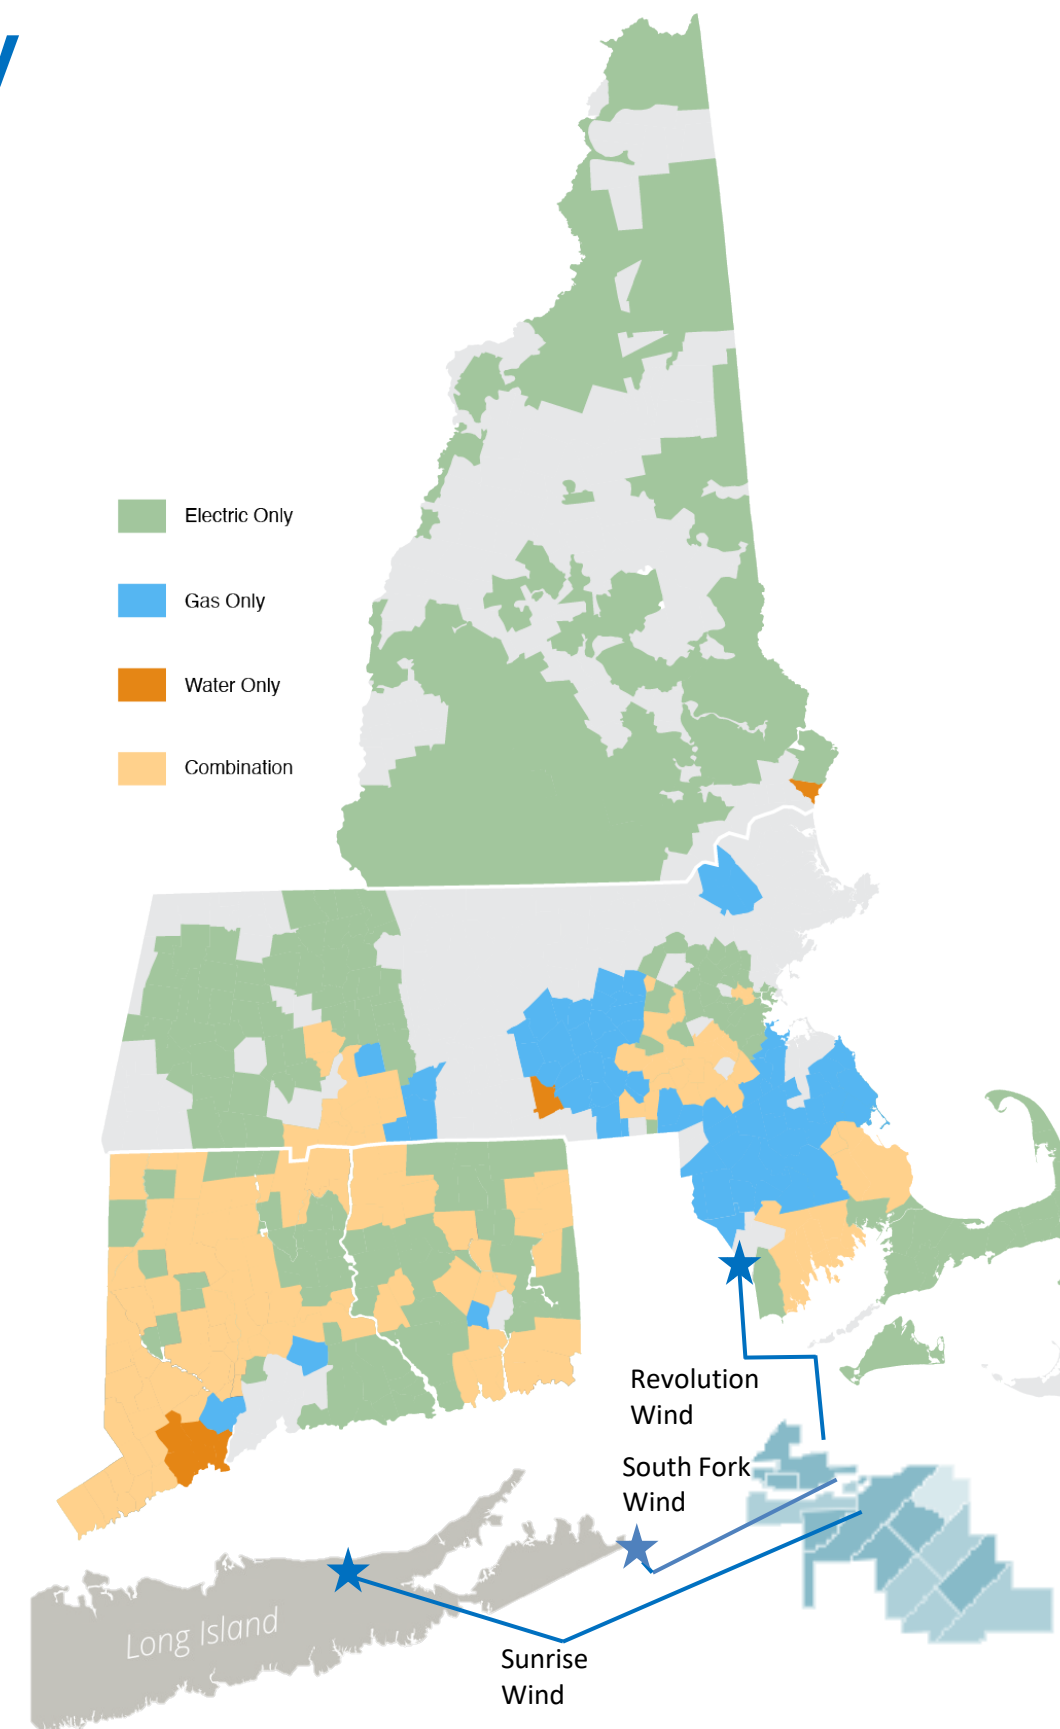 y
Electric Only
Gas Only
Water Only
Combination
Revolution
Wind
South Fork
Wind
Long Island
Sunrise
Wind